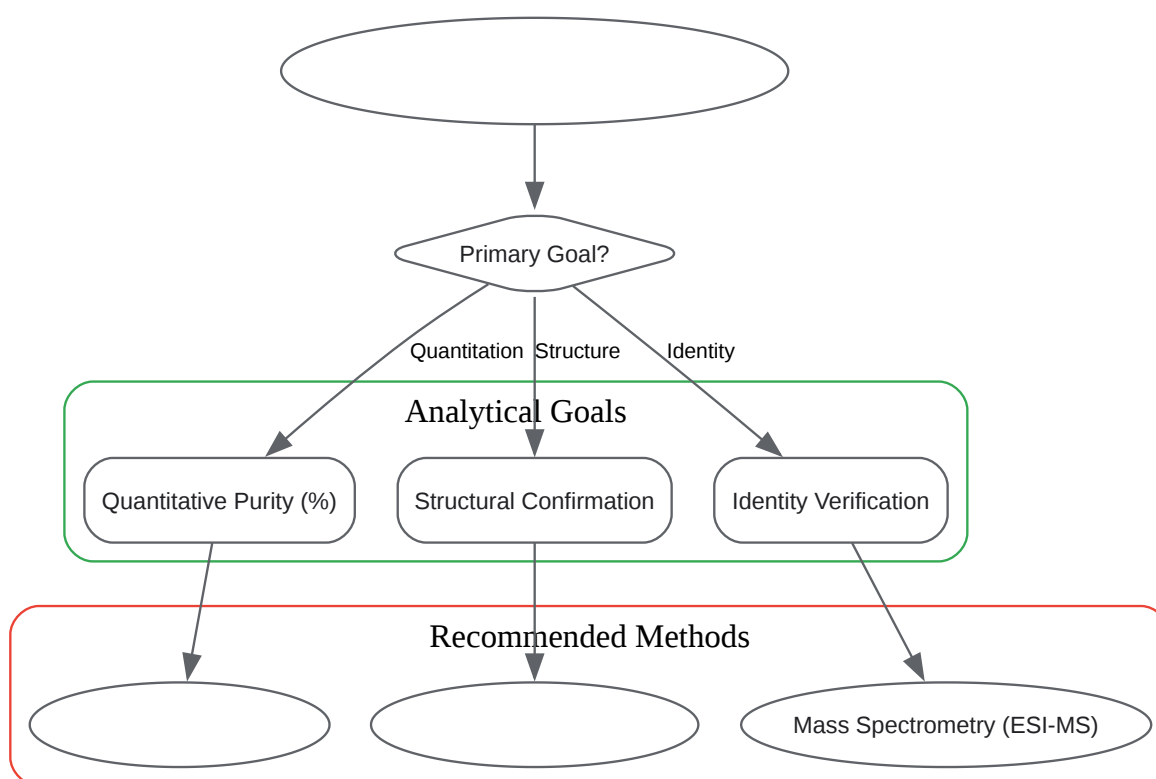 Primary Goal?
Quantitation
Structure
Identity
Analytical Goals
Quantitative Purity (%)
Structural Confirmation
Identity Verification
Recommended Methods
Mass Spectrometry (ESI-MS)